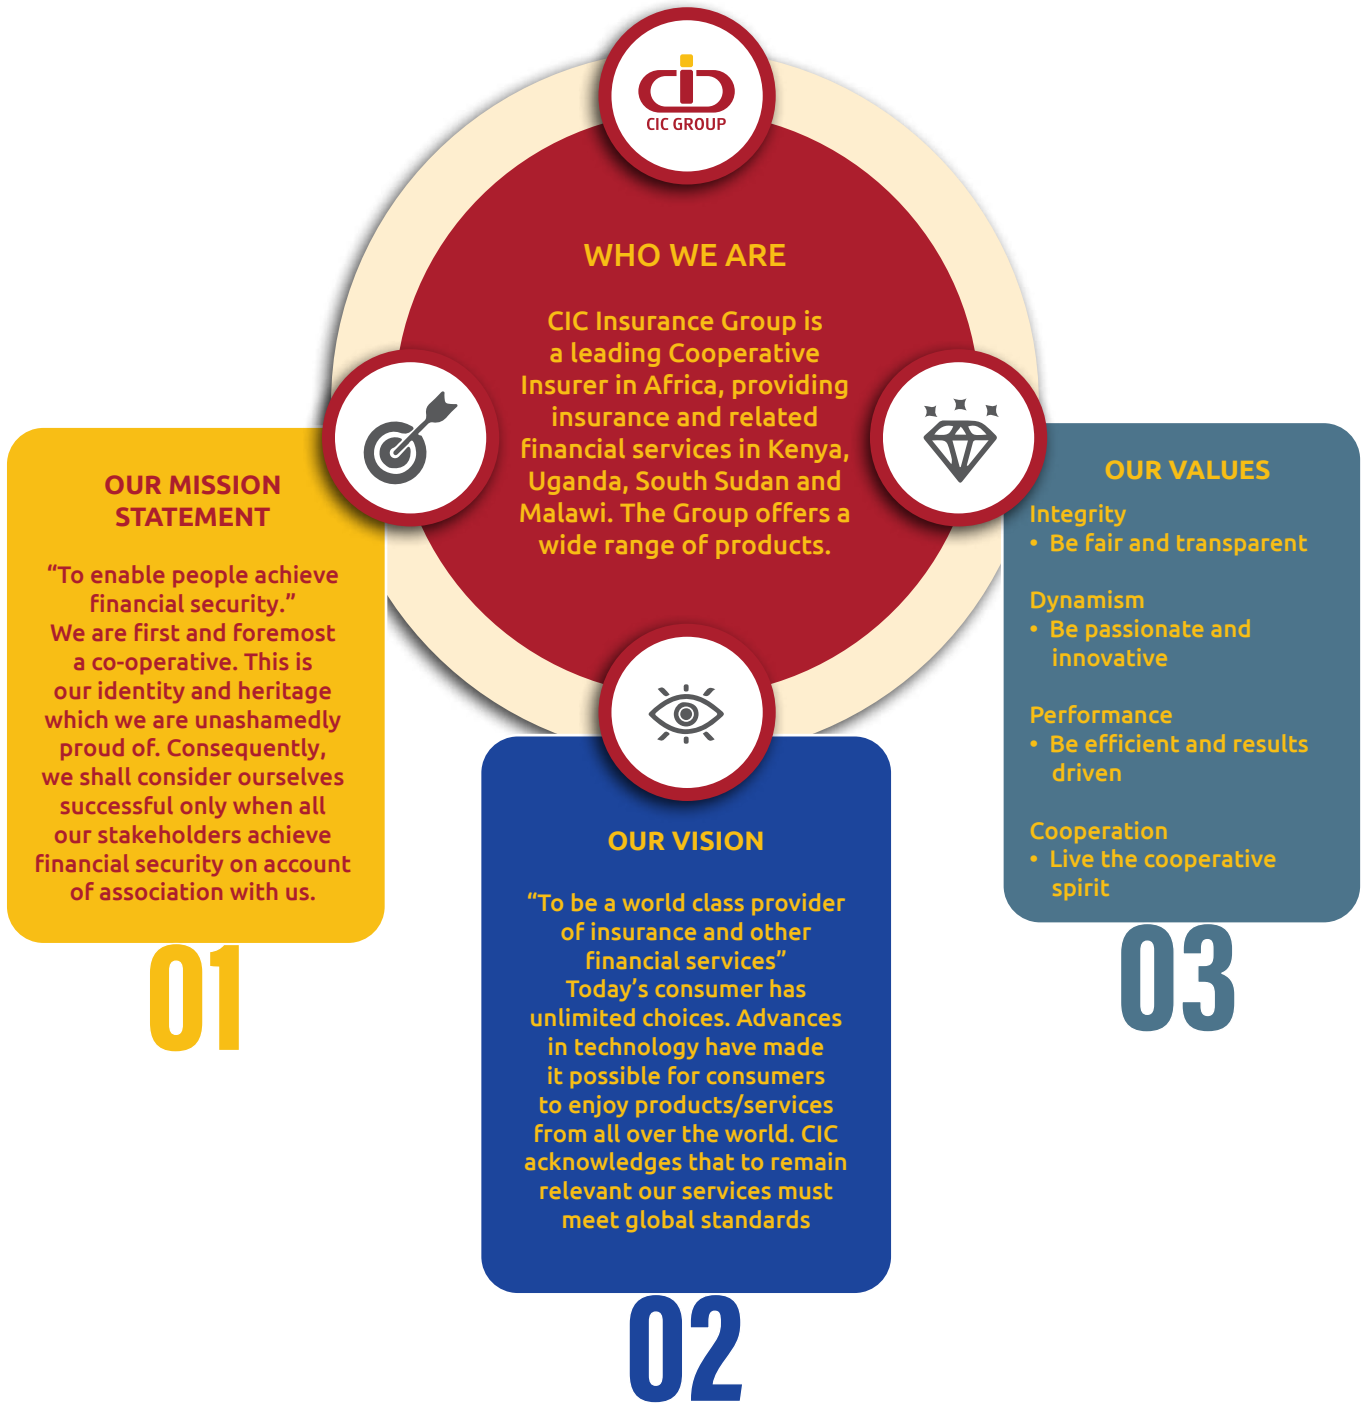 CIC GROUP
WHO WE ARE
CIC Insurance Group is
a leading Cooperative
Insurer in Africa, providing
insurance and related
financial services in Kenya,
Uganda, South Sudan and
Malawi. The Group offers a
wide range of products.
OUR MISSION
STATEMENT
“To enable people achieve
financial security.”
We are first and foremost
a co-operative. This is
our identity and heritage
which we are unashamedly
proud of. Consequently,
we shall consider ourselves
successful only when all
our stakeholders achieve
financial security on account
of association with us.
01
OUR VISION
“To be a world class provider
of insurance and other
financial services”
Today’s consumer has
unlimited choices. Advances
in technology have made
it possible for consumers
to enjoy products/services
from all over the world. CIC
acknowledges that to remain
relevant our services must
meet global standards
02
OUR VALUES
Integrity
• Be fair and transparent
Dynamism
• Be passionate and
innovative
Performance
• Be efficient and results
driven
Cooperation
• Live the cooperative
spirit
03